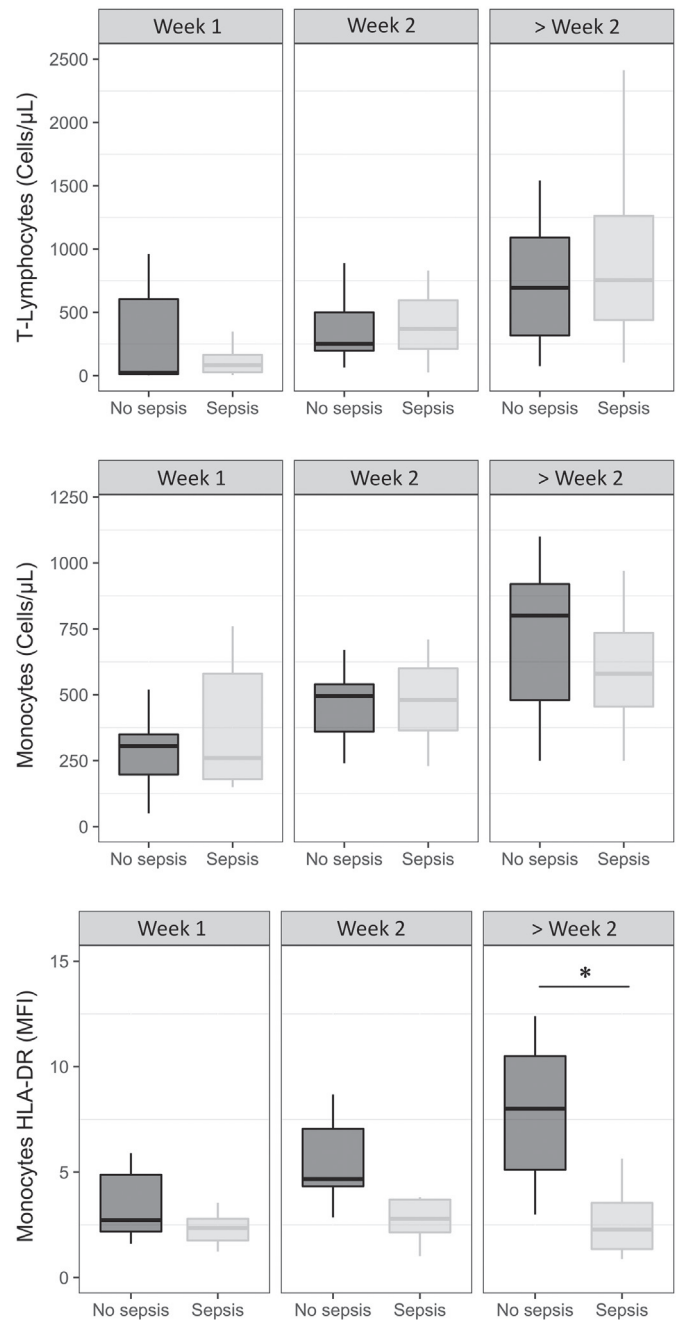 Week 1
Week 2
> Week 2
T-Lymphocytes (Cells/µL)
2500
2000
1500
1000
500
0
No sepsis Sepsis
No sepsis Sepsis
No sepsis Sepsis
Week 1
Week 2
> Week 2
Monocytes (Cells/µL)
1250
1000
750
500
250
0
No sepsis Sepsis
No sepsis Sepsis
No sepsis Sepsis
Week 1
Week 2
> Week 2
Monocytes HLA-DR (MFI)
15
10
5
0
*
No sepsis Sepsis
No sepsis Sepsis
No sepsis Sepsis